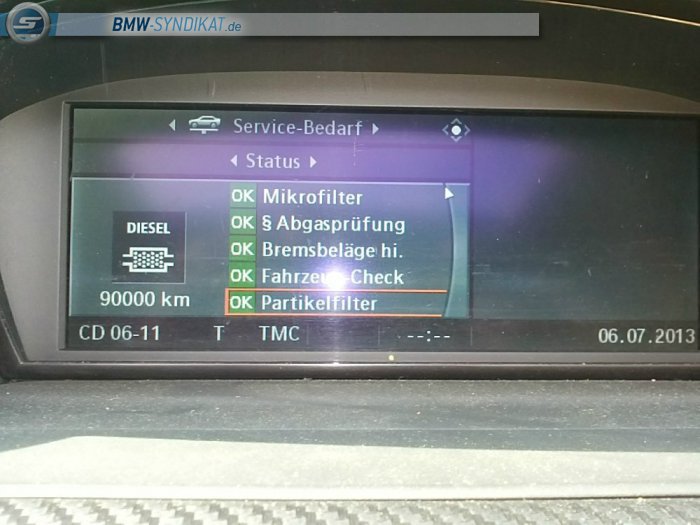 BMW-SYNDIKAT.de
Service-Bedarf
Status
OK Mikrofilter
OK § Abgasprüfung
OK Bremsbeläge hi.
OK Fahrzeug-Check
OK Partikelfilter
DIESEL
90000 km
CD 06-11 T TMC --:-- 06.07.2013